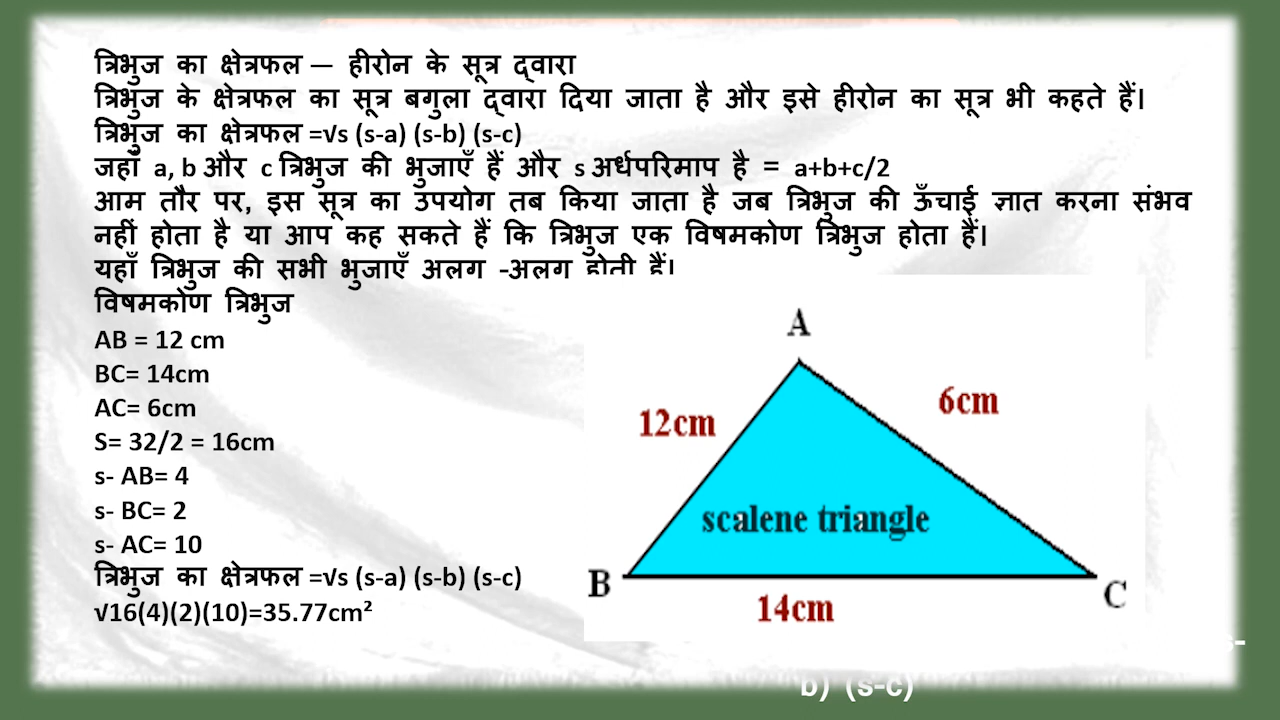 त्रिभुज का क्षेत्रफल — हीरोन के सूत्र द्वारा
त्रिभुज के क्षेत्रफल का सूत्र बगुला द्वारा दिया जाता है और इसे हीरोन का सूत्र भी कहते हैं।
त्रिभुज का क्षेत्रफल =√s (s-a) (s-b) (s-c)
जहाँ a, b और c त्रिभुज की भुजाएँ हैं और s अर्धपरिमाप है = a+b+c/2
आम तौर पर, इस सूत्र का उपयोग तब किया जाता है जब त्रिभुज की ऊँचाई ज्ञात करना संभव
नहीं होता है या आप कह सकते हैं कि त्रिभुज एक विषमकोण त्रिभुज होता हैं।
यहाँ त्रिभुज की सभी भुजाएँ अलग -अलग होती हैं।
विषमकोण त्रिभुज
AB = 12 cm
BC= 14cm
AC= 6cm
S= 32/2 = 16cm
s- AB= 4
s- BC= 2
s- AC= 10
त्रिभुज का क्षेत्रफल =√s (s-a) (s-b) (s-c)
√16(4)(2)(10)=35.77cm²
A
12cm
6cm
scalene triangle
B
C
14cm
b) (s-c)